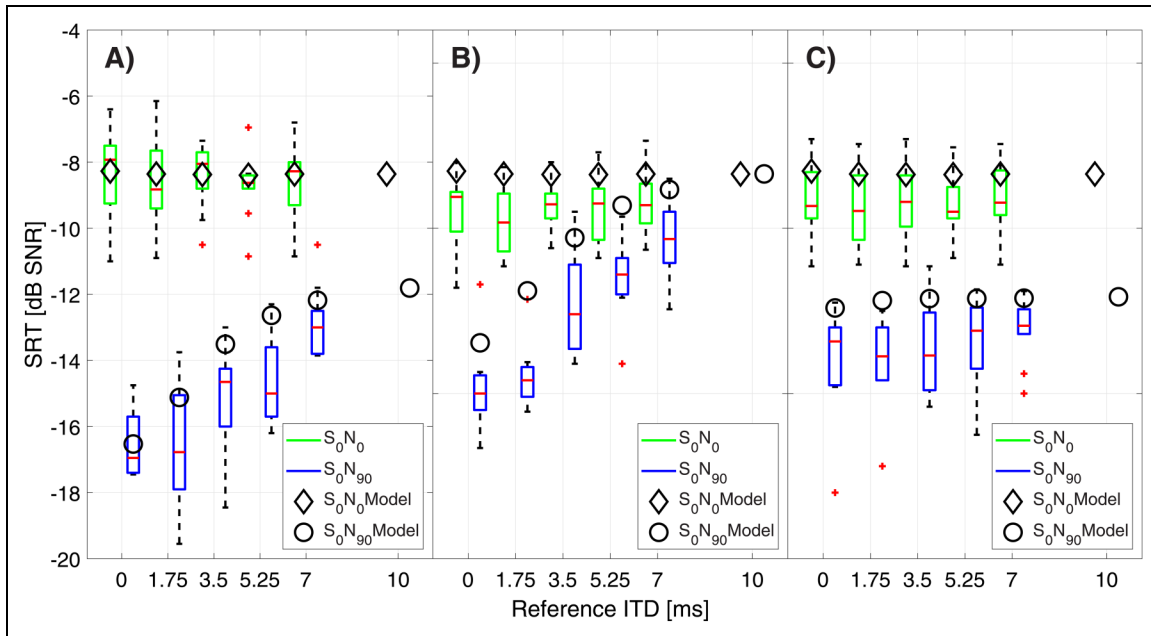 A)
B)
C)
SRT [dB SNR]
-4
-6
-8
-10
-12
-14
-16
-18
-20
S0N0
S0N90
S0N0Model
S0N90Model
S0N0
S0N90
S0N0Model
S0N90Model
S0N0
S0N90
S0N0Model
S0N90Model
0 1.75 3.5 5.25 7 10
0 1.75 3.5 5.25 7 10
0 1.75 3.5 5.25 7 10
Reference ITD [ms]